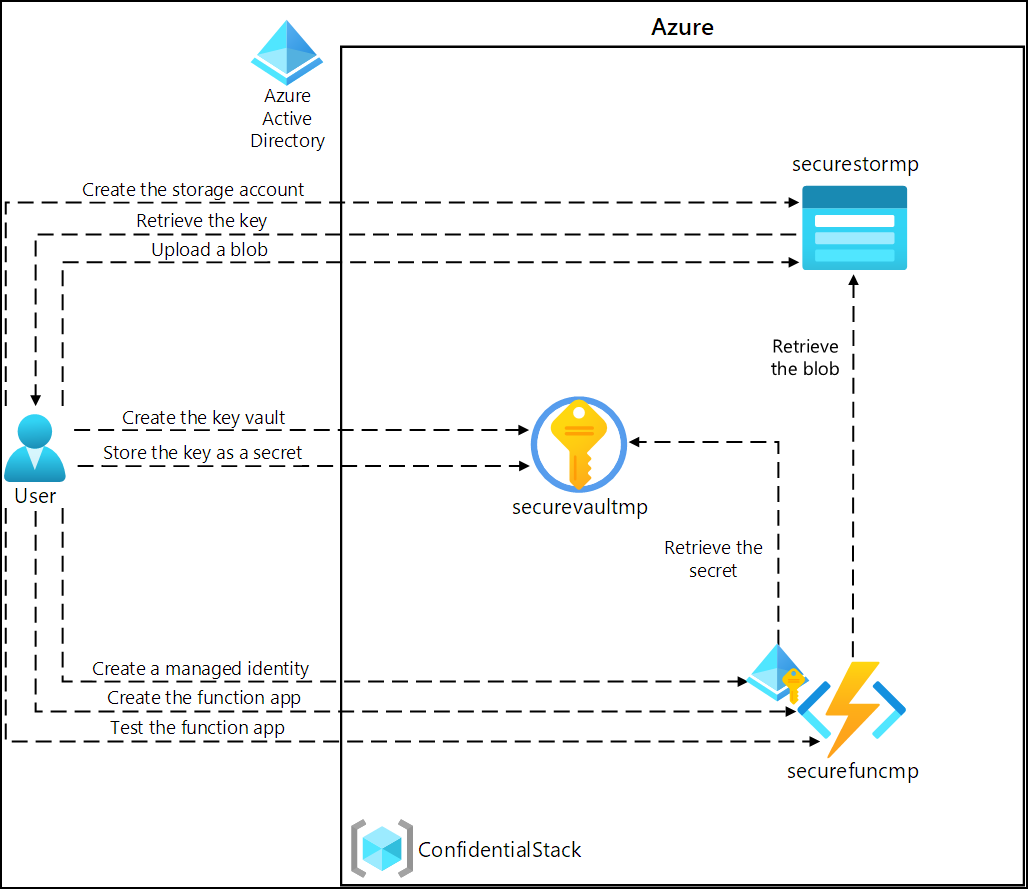 Azure
Azure
Active
Directory
securestormp
Create the storage account
Retrieve the key
Upload a blob
Retrieve
the blob
Create the key vault
Store the key as a secret
User
securevaultmp
Retrieve the
secret
Create a managed identity
Create the function app
Test the function app
securefuncmp
ConfidentialStack